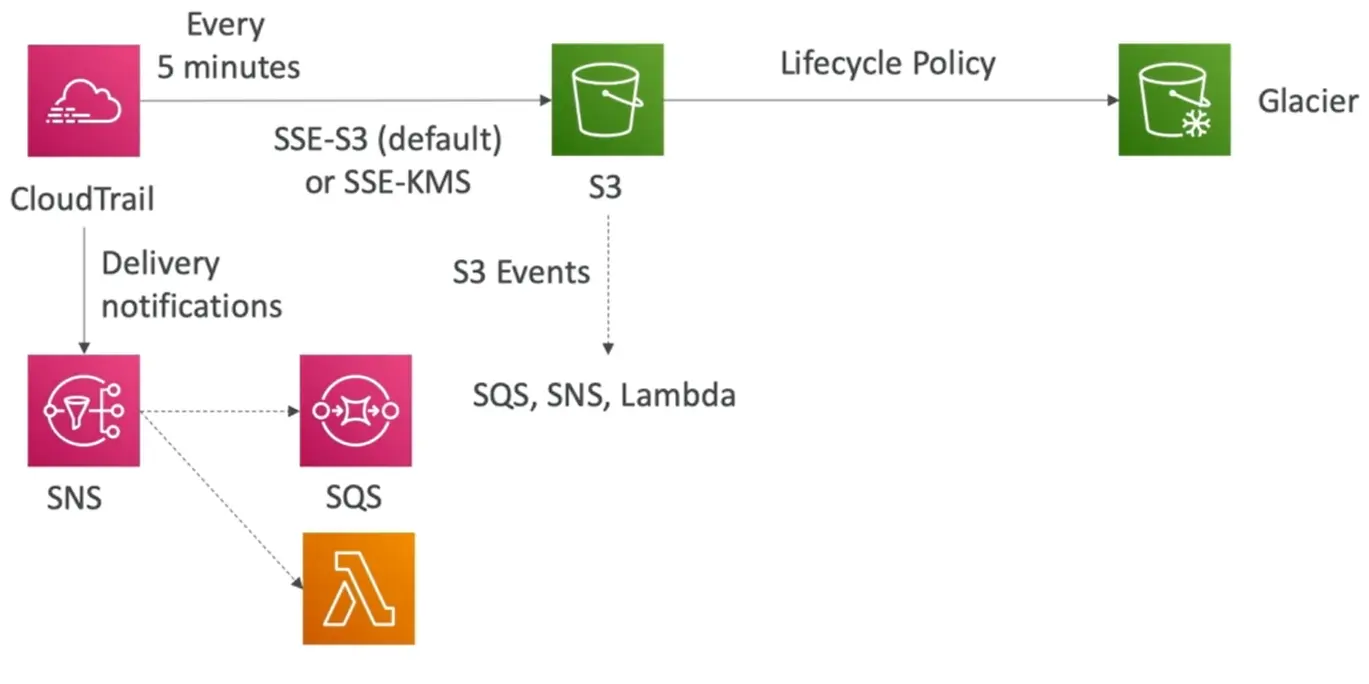 Every
5 minutes
Lifecycle Policy
Glacier
SSE-S3 (default)
or SSE-KMS
CloudTrail
S3
Delivery
notifications
S3 Events
SQS, SNS, Lambda
SNS
SQS